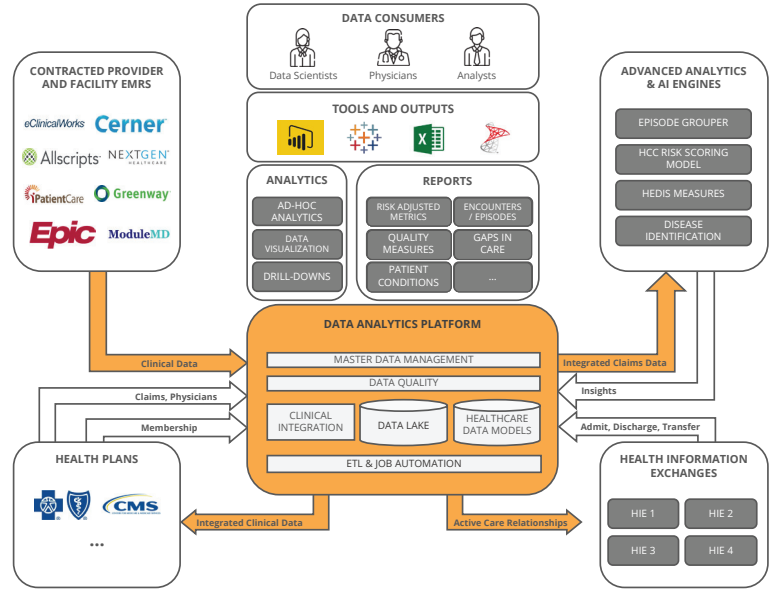 DATA CONSUMERS
Data Scientists
Physicians
Analysts
TOOLS AND OUTPUTS
CONTRACTED PROVIDER
AND FACILITY EMRS
eClinicalWorks
Cerner
Allscripts
NEXTGEN
HEALTHCARE
iPatientCare
Greenway
Epic
ModuleMD
ANALYTICS
AD-HOC
ANALYTICS
DATA
VISUALIZATION
DRILL-DOWNS
REPORTS
RISK ADJUSTED
METRICS
ENCOUNTERS
/ EPISODES
QUALITY
MEASURES
GAPS IN
CARE
PATIENT
CONDITIONS
...
ADVANCED ANALYTICS
& AI ENGINES
EPISODE GROUPER
HCC RISK SCORING
MODEL
HEDIS MEASURES
DISEASE
IDENTIFICATION
DATA ANALYTICS PLATFORM
MASTER DATA MANAGEMENT
DATA QUALITY
CLINICAL
INTEGRATION
DATA LAKE
HEALTHCARE
DATA MODELS
ETL & JOB AUTOMATION
Clinical Data
Claims, Physicians
Membership
Integrated Claims Data
Insights
Admit, Discharge, Transfer
HEALTH PLANS
CMS
...
Integrated Clinical Data
Active Care Relationships
HEALTH INFORMATION
EXCHANGES
HIE 1
HIE 2
HIE 3
HIE 4